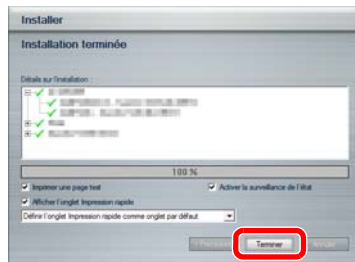 Installer
Installation terminée
Détails sur l'installation :
100 %
Imprimer une page test
Activer la surveillance de l'état
Afficher l'onglet Impression rapide
Définir l'onglet Impression rapide comme onglet par défaut
Terminer